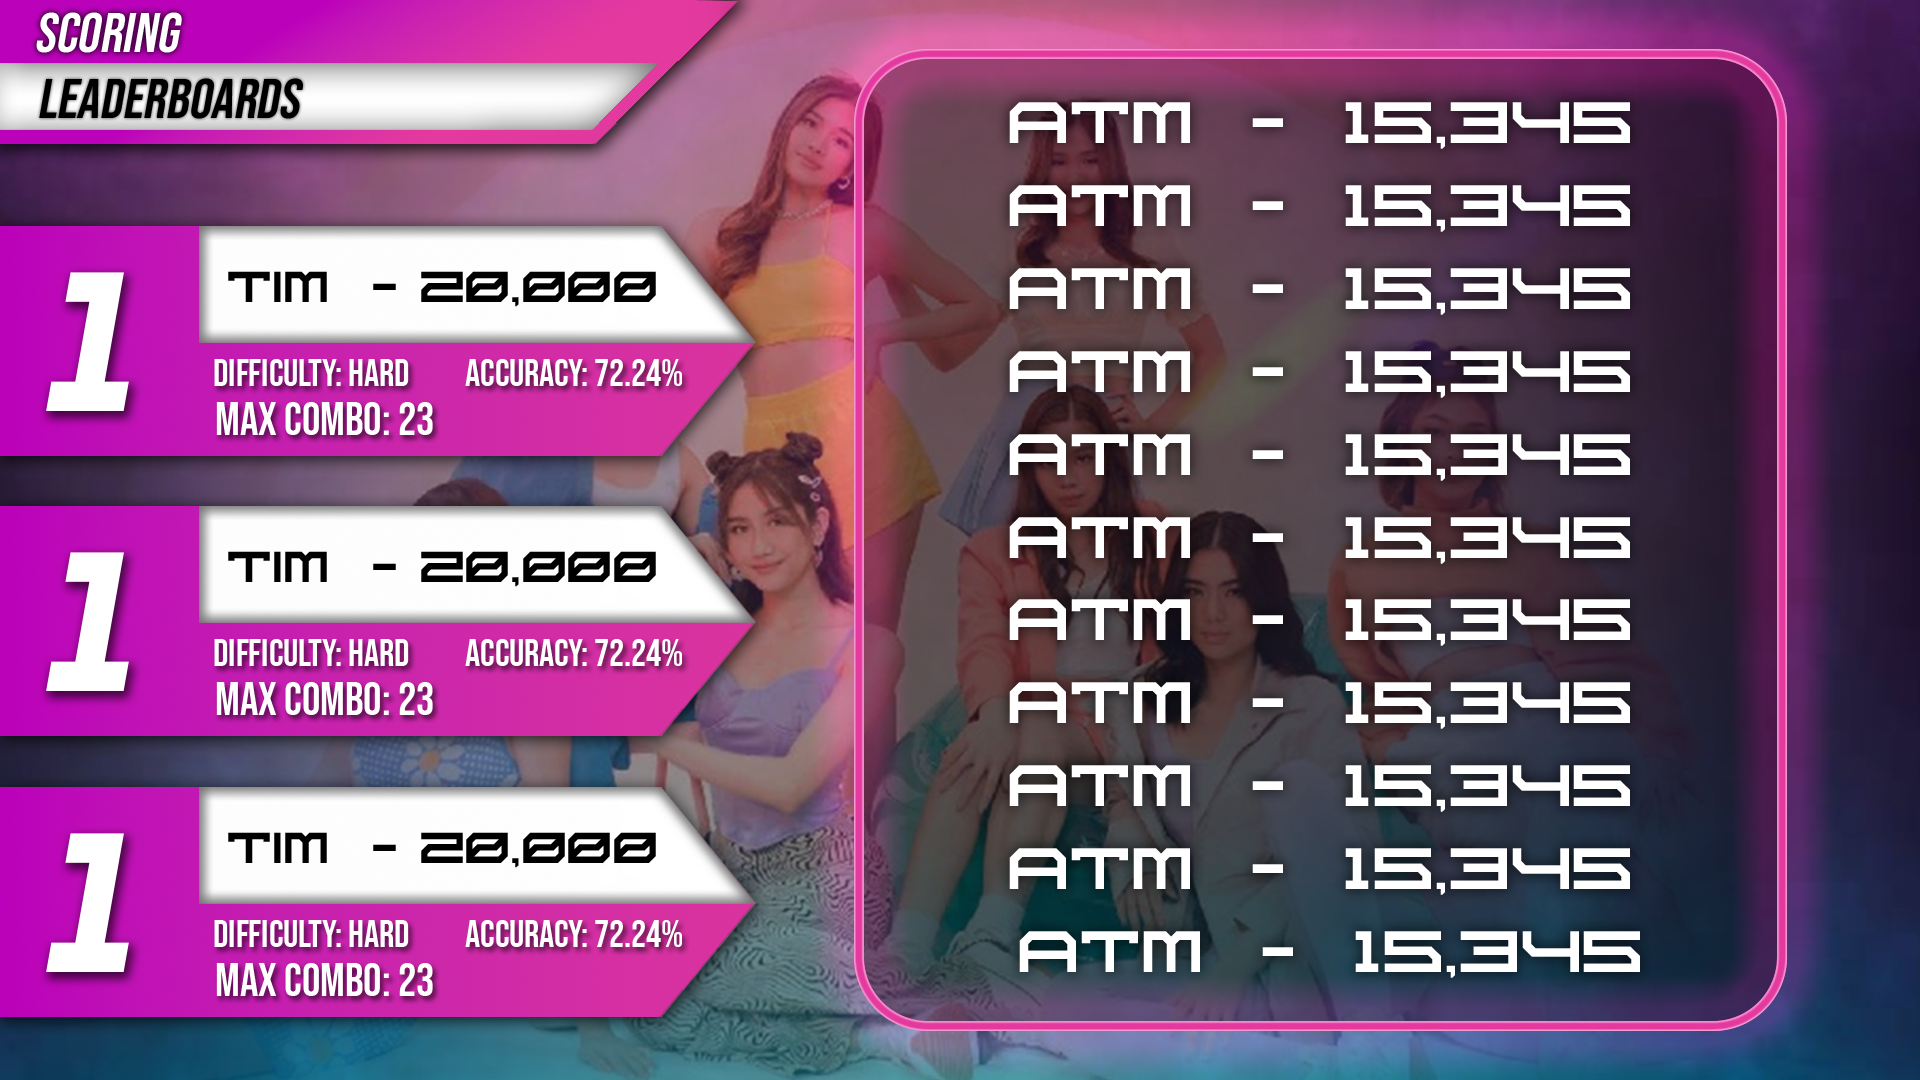 SCORING
LEADERBOARDS
1
TIM - 20,000
DIFFICULTY: HARD ACCURACY: 72.24%
MAX COMBO: 23
1
TIM - 20,000
DIFFICULTY: HARD ACCURACY: 72.24%
MAX COMBO: 23
1
TIM - 20,000
DIFFICULTY: HARD ACCURACY: 72.24%
MAX COMBO: 23
ATM - 15,345
ATM - 15,345
ATM - 15,345
ATM - 15,345
ATM - 15,345
ATM - 15,345
ATM - 15,345
ATM - 15,345
ATM - 15,345
ATM - 15,345
ATM - 15,345